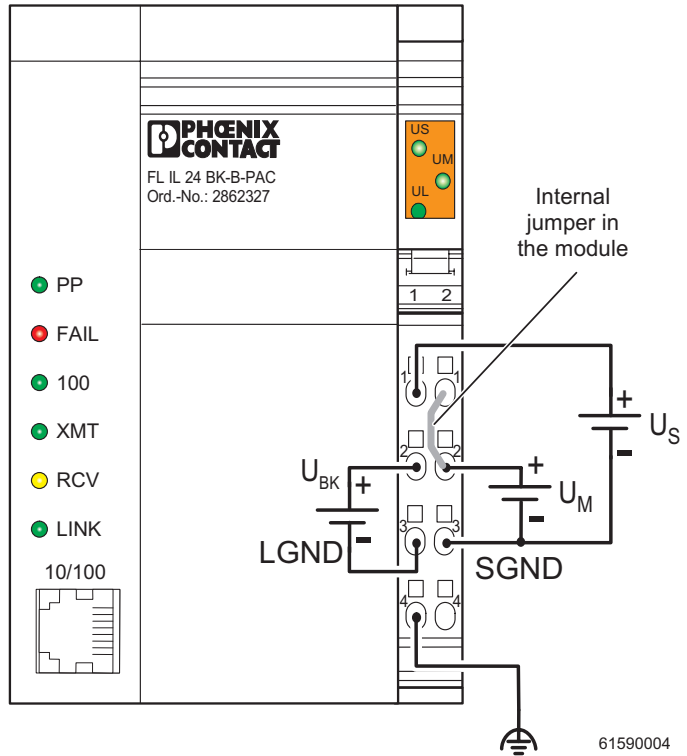 PHŒNIX
CONTACT
FL IL 24 BK-B-PAC
Ord.-No.: 2862327
US
UM
UL
Internal
jumper in
the module
1 2
PP
FAIL
100
XMT
RCV
LINK
10/100
1 1
2 2
3 3
4 4
+
US
-
UBK
+
-
LGND
+
UM
-
SGND
61590004